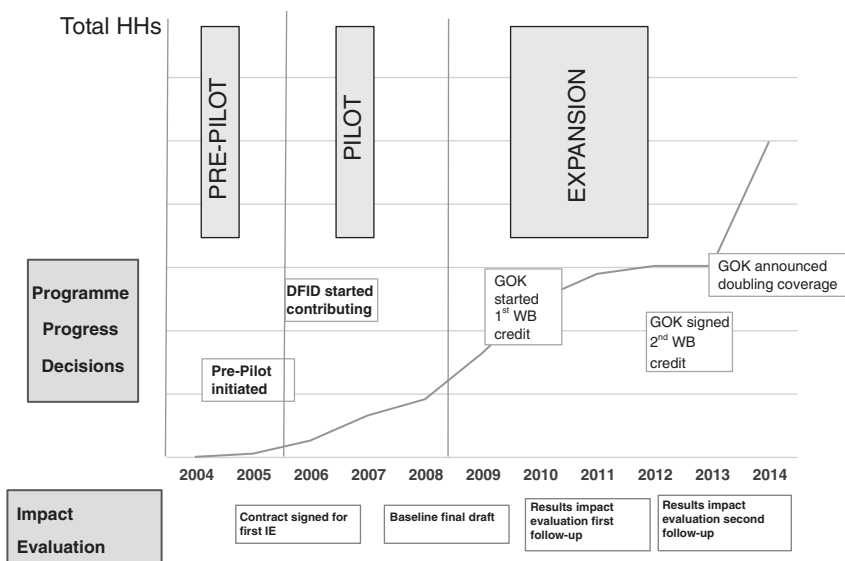 Total HHs
PRE-PILOT
PILOT
EXPANSION
Programme
Progress
Decisions
Pre-Pilot
initiated
DFID started
contributing
GOK
started
1st WB
credit
GOK signed
2nd WB
credit
GOK announced
doubling coverage
2004 2005 2006 2007 2008 2009 2010 2011 2012 2013 2014
Impact
Evaluation
Contract signed for
first IE
Baseline final draft
Results impact
evaluation first
follow-up
Results impact
evaluation second
follow-up